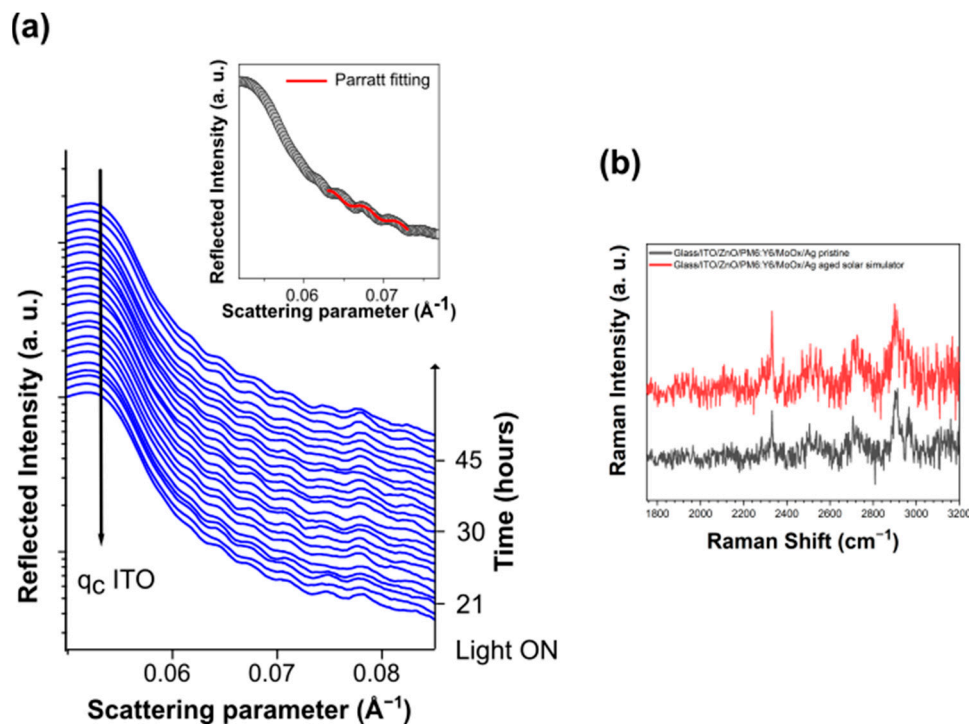 (a)
Parratt fitting
Reflected Intensity (a. u.)
0.06 0.07
Scattering parameter (Å⁻¹)
Reflected Intensity (a. u.)
qC ITO
45
30
21
Time (hours)
Light ON
0.06 0.07 0.08
Scattering parameter (Å⁻¹)
(b)
Glass/ITO/ZnO/PM6:Y6/MoOx/Ag pristine
Glass/ITO/ZnO/PM6:Y6/MoOx/Ag aged solar simulator
Raman Intensity (a. u.)
1800 2000 2200 2400 2600 2800 3000 3200
Raman Shift (cm⁻¹)